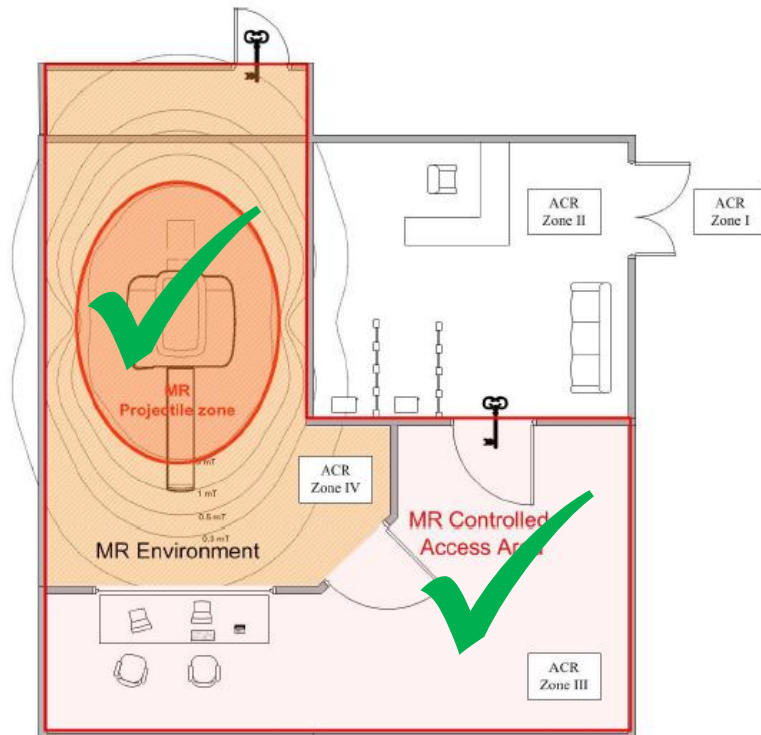 ACR
Zone II
ACR
Zone I
MR
Projectile zone
ACR
Zone IV
1 mT
0.5 mT
0.3 mT
MR Environment
MR Controlled
Access Area
ACR
Zone III